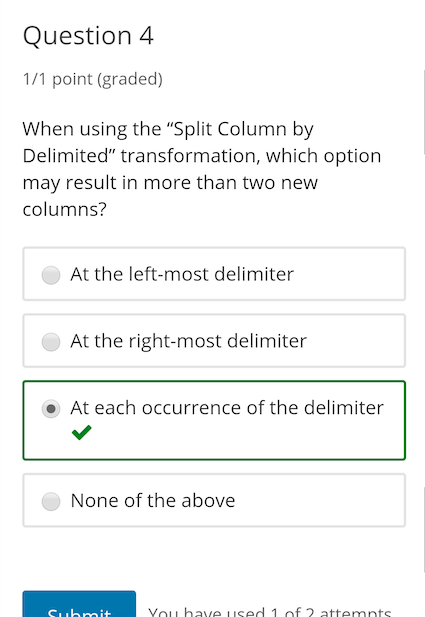 Question 4
1/1 point (graded)
When using the “Split Column by
Delimited” transformation, which option
may result in more than two new
columns?
At the left-most delimiter
At the right-most delimiter
At each occurrence of the delimiter
None of the above
Submit
You have used 1 of 2 attempts